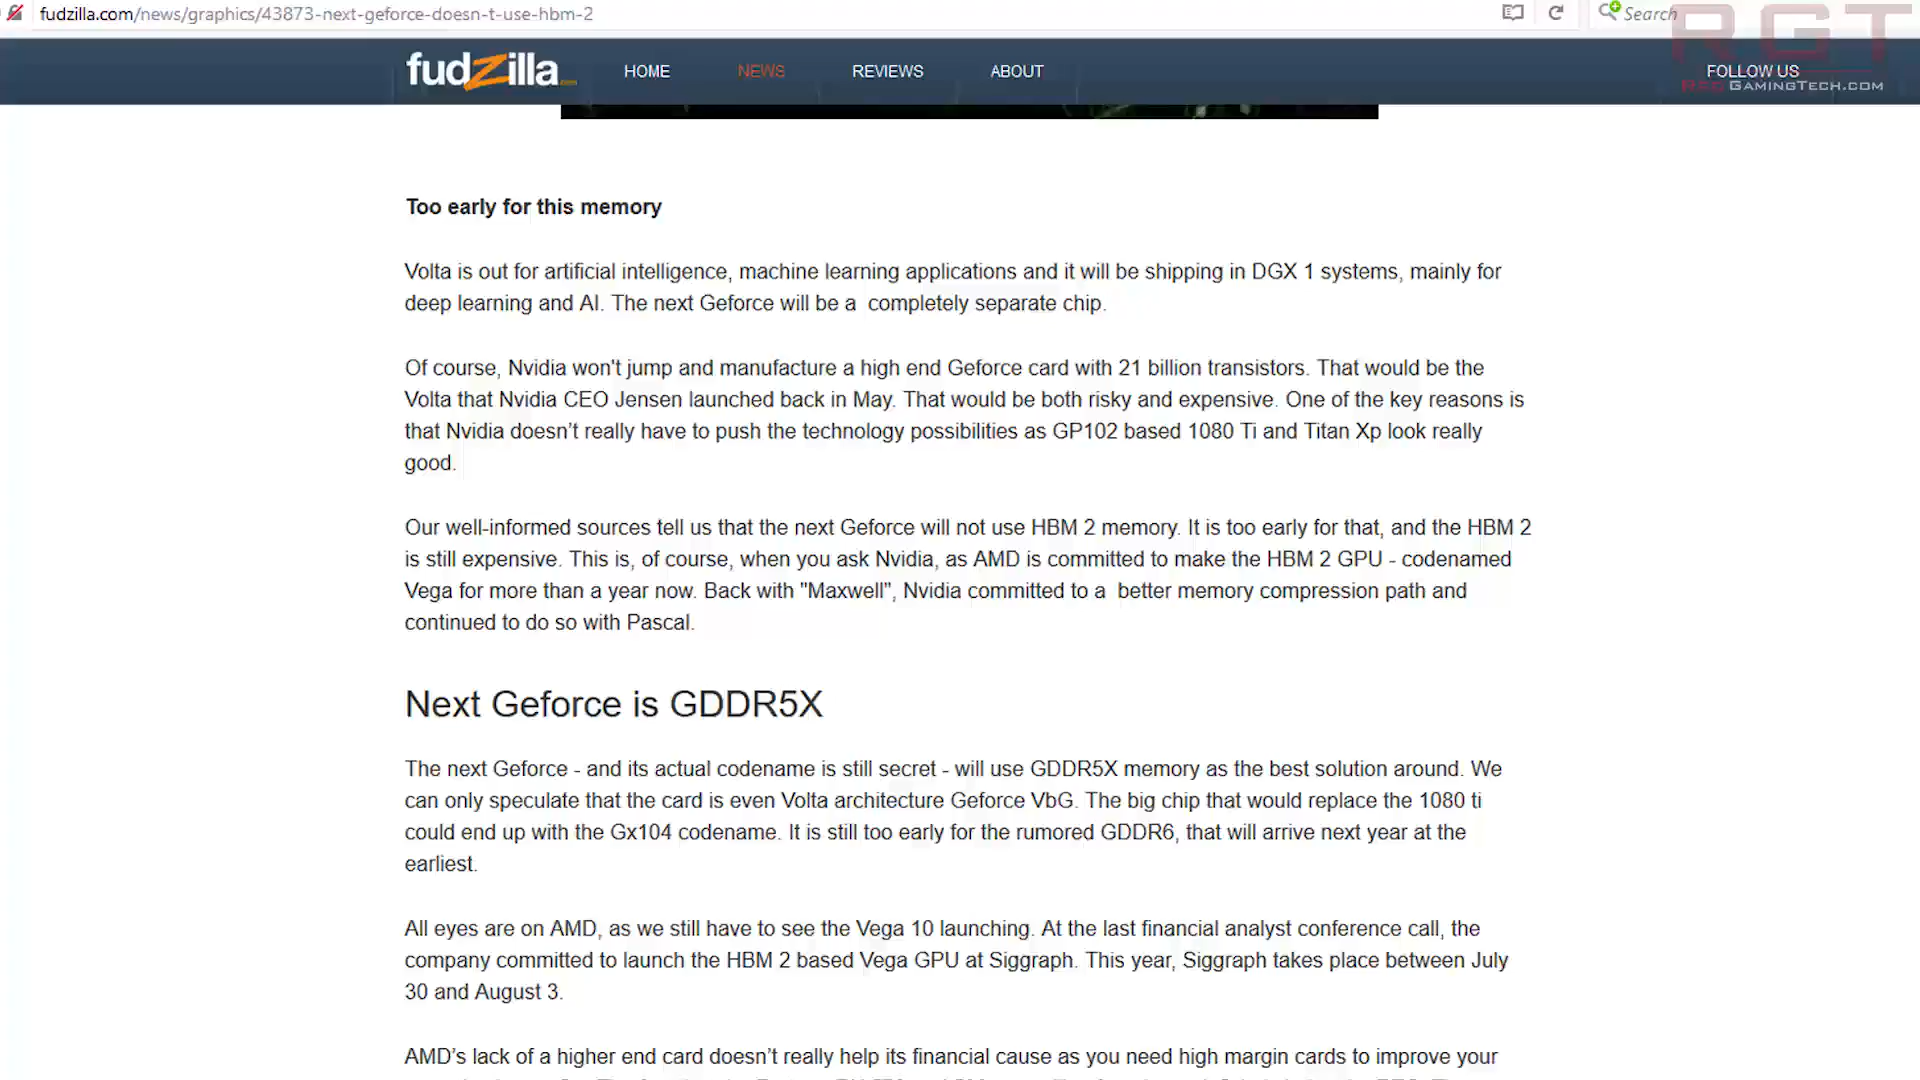 fudzilla.com/news/graphics/43873-next-geforce-doesn-t-use-hbm-2
Search
RGT
fudzilla.com
HOME
NEWS
REVIEWS
ABOUT
FOLLOW US
REDGAMINGTECH.COM
Too early for this memory
Volta is out for artificial intelligence, machine learning applications and it will be shipping in DGX 1 systems, mainly for
deep learning and AI. The next Geforce will be a  completely separate chip.
Of course, Nvidia won't jump and manufacture a high end Geforce card with 21 billion transistors. That would be the
Volta that Nvidia CEO Jensen launched back in May. That would be both risky and expensive. One of the key reasons is
that Nvidia doesn’t really have to push the technology possibilities as GP102 based 1080 Ti and Titan Xp look really
good.
Our well-informed sources tell us that the next Geforce will not use HBM 2 memory. It is too early for that, and the HBM 2
is still expensive. This is, of course, when you ask Nvidia, as AMD is committed to make the HBM 2 GPU - codenamed
Vega for more than a year now. Back with "Maxwell", Nvidia committed to a  better memory compression path and
continued to do so with Pascal.
Next Geforce is GDDR5X
The next Geforce - and its actual codename is still secret - will use GDDR5X memory as the best solution around. We
can only speculate that the card is even Volta architecture Geforce VbG. The big chip that would replace the 1080 ti
could end up with the Gx104 codename. It is still too early for the rumored GDDR6, that will arrive next year at the
earliest.
All eyes are on AMD, as we still have to see the Vega 10 launching. At the last financial analyst conference call, the
company committed to launch the HBM 2 based Vega GPU at Siggraph. This year, Siggraph takes place between July
30 and August 3.
AMD’s lack of a higher end card doesn’t really help its financial cause as you need high margin cards to improve your